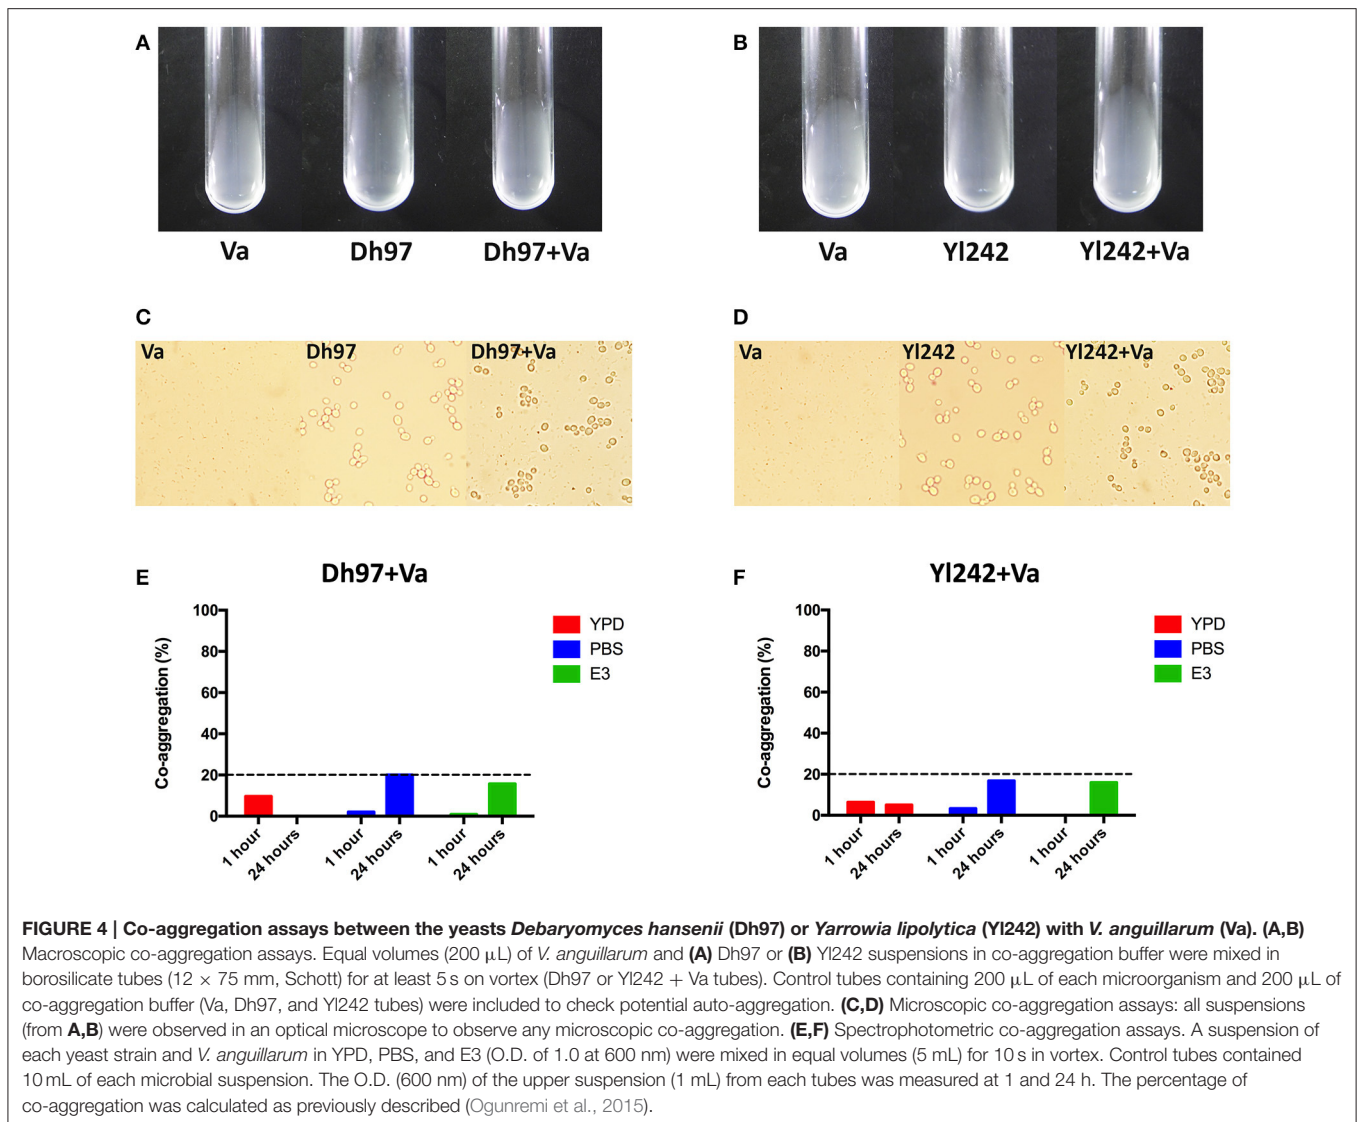 A
B
Va Dh97 Dh97+Va
Va Yl242 Yl242+Va
C
D
Va Dh97 Dh97+Va
Va Yl242 Yl242+Va
E
Dh97+Va
100
80
60
40
20
0
Co-aggregation (%)
1 hour
24 hours
1 hour
24 hours
1 hour
24 hours
YPD
PBS
E3
F
Yl242+Va
100
80
60
40
20
0
Co-aggregation (%)
1 hour
24 hours
1 hour
24 hours
1 hour
24 hours
YPD
PBS
E3
FIGURE 4 | Co-aggregation assays between the yeasts Debaryomyces hansenii (Dh97) or Yarrowia lipolytica (Yl242) with V. anguillarum (Va). (A,B)
Macroscopic co-aggregation assays. Equal volumes (200 μL) of V. anguillarum and (A) Dh97 or (B) Yl242 suspensions in co-aggregation buffer were mixed in
borosilicate tubes (12 × 75 mm, Schott) for at least 5 s on vortex (Dh97 or Yl242 + Va tubes). Control tubes containing 200 μL of each microorganism and 200 μL of
co-aggregation buffer (Va, Dh97, and Yl242 tubes) were included to check potential auto-aggregation. (C,D) Microscopic co-aggregation assays: all suspensions
(from A,B) were observed in an optical microscope to observe any microscopic co-aggregation. (E,F) Spectrophotometric co-aggregation assays. A suspension of
each yeast strain and V. anguillarum in YPD, PBS, and E3 (O.D. of 1.0 at 600 nm) were mixed in equal volumes (5 mL) for 10 s in vortex. Control tubes contained
10 mL of each microbial suspension. The O.D. (600 nm) of the upper suspension (1 mL) from each tubes was measured at 1 and 24 h. The percentage of
co-aggregation was calculated as previously described (Ogunremi et al., 2015).